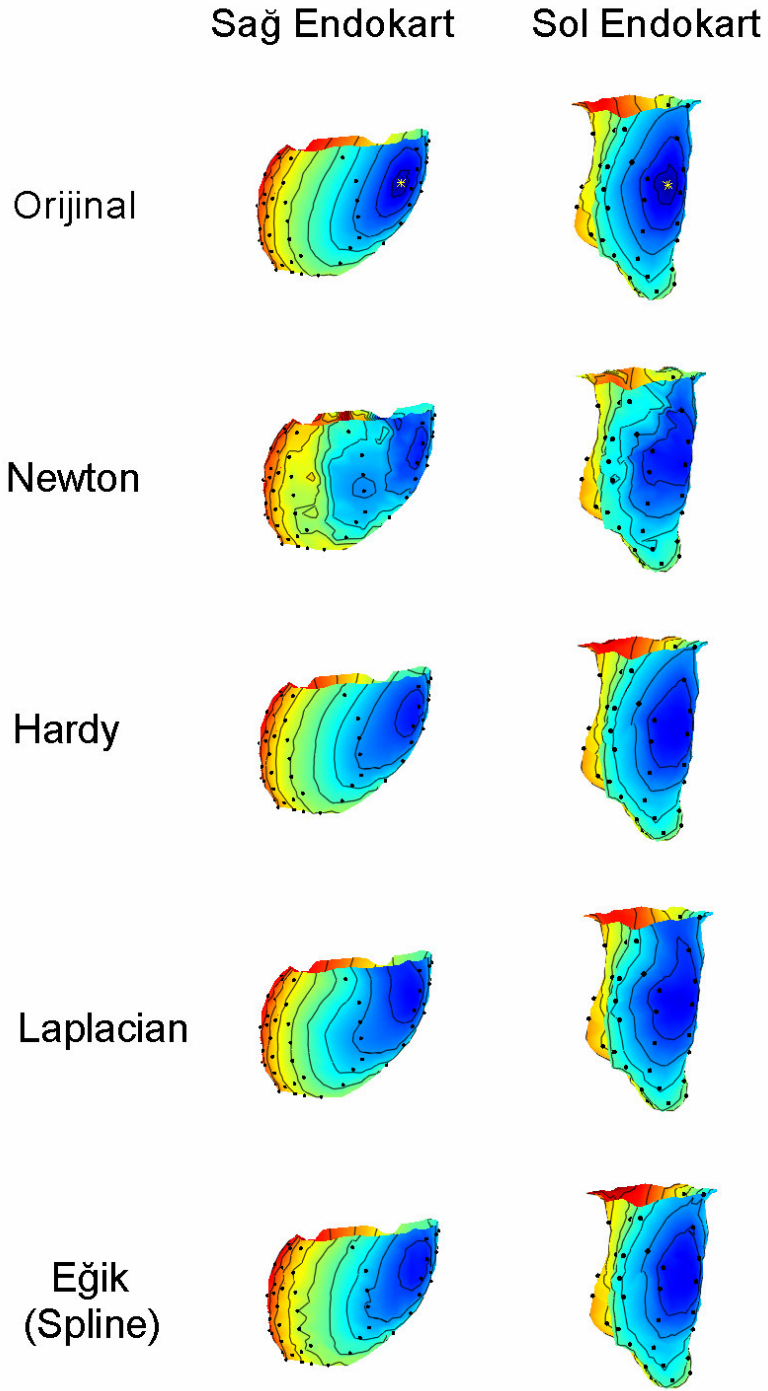 Sağ Endokart
Sol Endokart
Orijinal
Newton
Hardy
Laplacian
Eğik
(Spline)